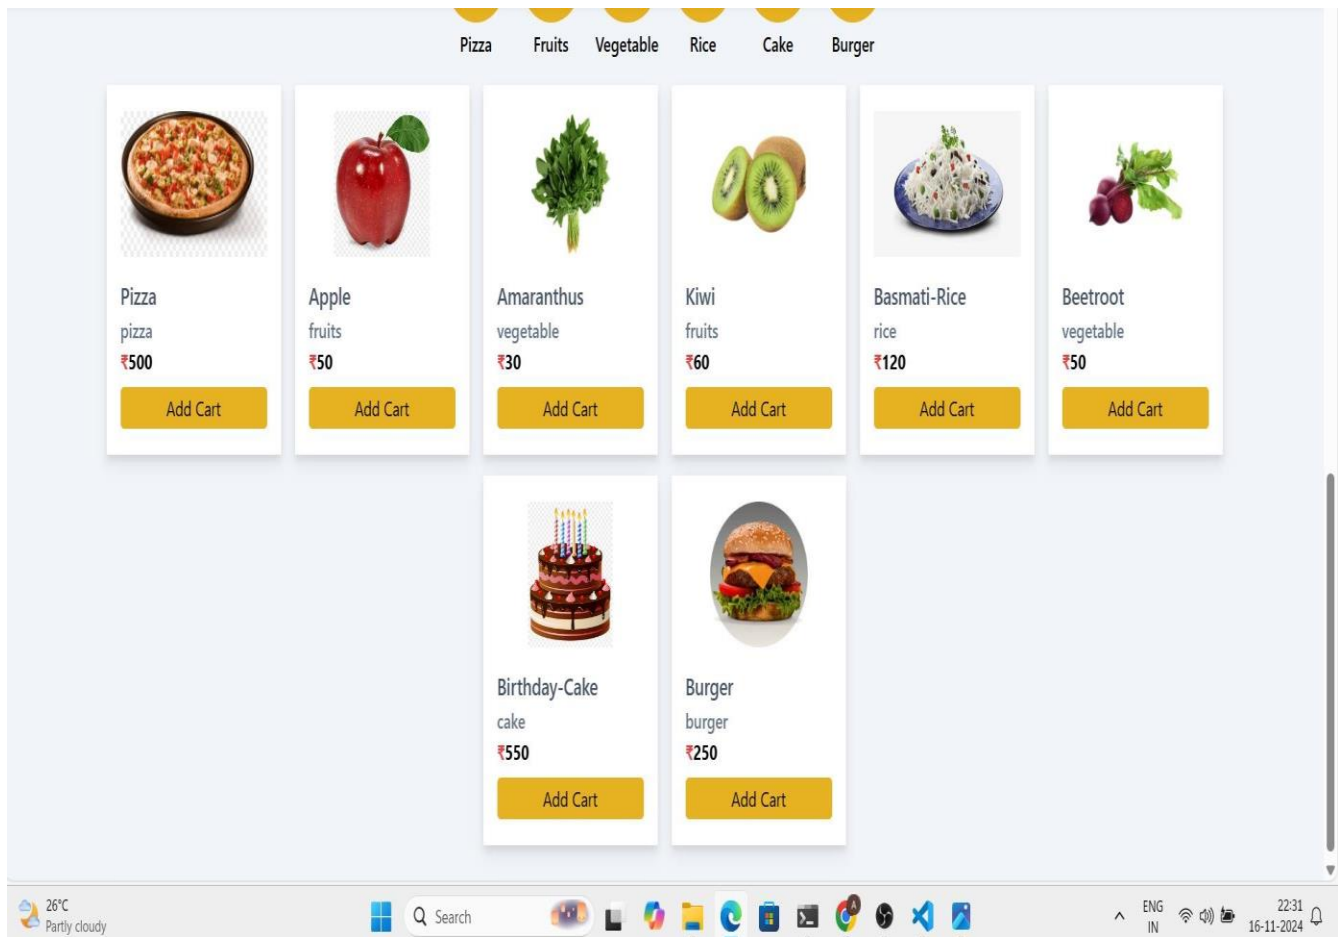 Pizza Fruits Vegetable Rice Cake Burger
Pizza Apple Amaranthus Kiwi Basmati-Rice Beetroot
pizza fruits vegetable fruits rice vegetable
₹500 ₹50 ₹30 ₹60 ₹120 ₹50
Add Cart Add Cart Add Cart Add Cart Add Cart Add Cart
Birthday-Cake Burger
cake burger
₹550 ₹250
Add Cart Add Cart
26°C
Partly cloudy
Search
A
ENG
IN
22:31
16-11-2024